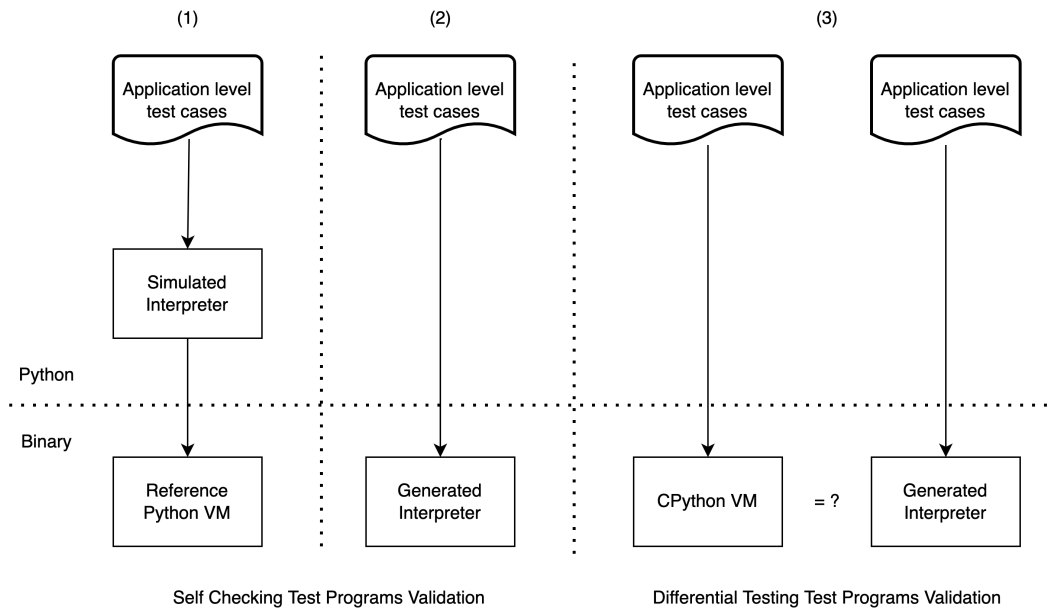 (1)
(2)
(3)
Application level
test cases
Application level
test cases
Application level
test cases
Application level
test cases
Simulated
Interpreter
Python
Binary
Reference
Python VM
Generated
Interpreter
CPython VM
= ?
Generated
Interpreter
Self Checking Test Programs Validation
Differential Testing Test Programs Validation